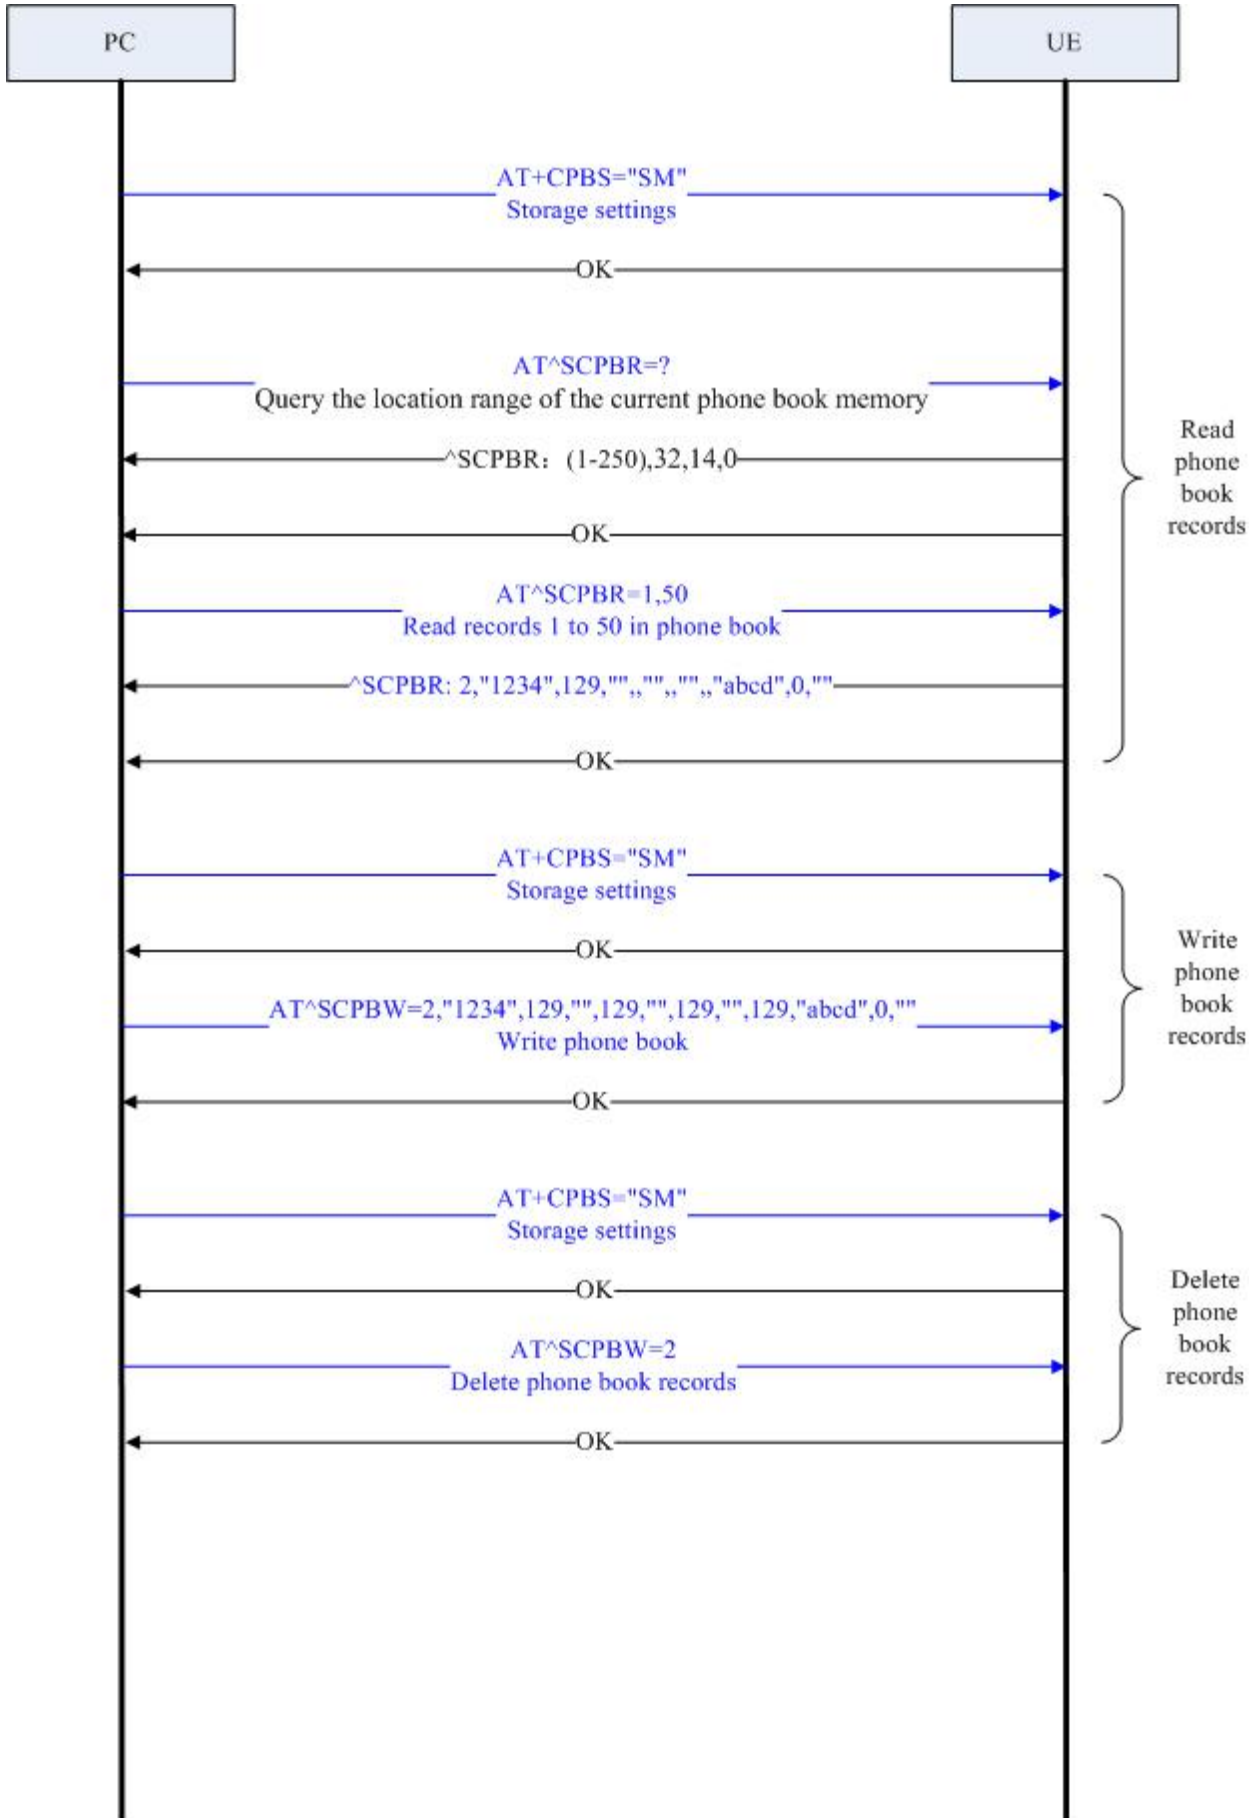 PC
UE
AT+CPBS="SM"
Storage settings
OK
AT^SCPBR=?
Query the location range of the current phone book memory
^SCPBR：(1-250),32,14,0
OK
AT^SCPBR=1,50
Read records 1 to 50 in phone book
^SCPBR: 2,"1234",129,"",,"",,"",,"abcd",0,""
OK
Read
phone
book
records
AT+CPBS="SM"
Storage settings
OK
AT^SCPBW=2,"1234",129,"",129,"",129,"",129,"abcd",0,""
Write phone book
OK
Write
phone
book
records
AT+CPBS="SM"
Storage settings
OK
AT^SCPBW=2
Delete phone book records
OK
Delete
phone
book
records